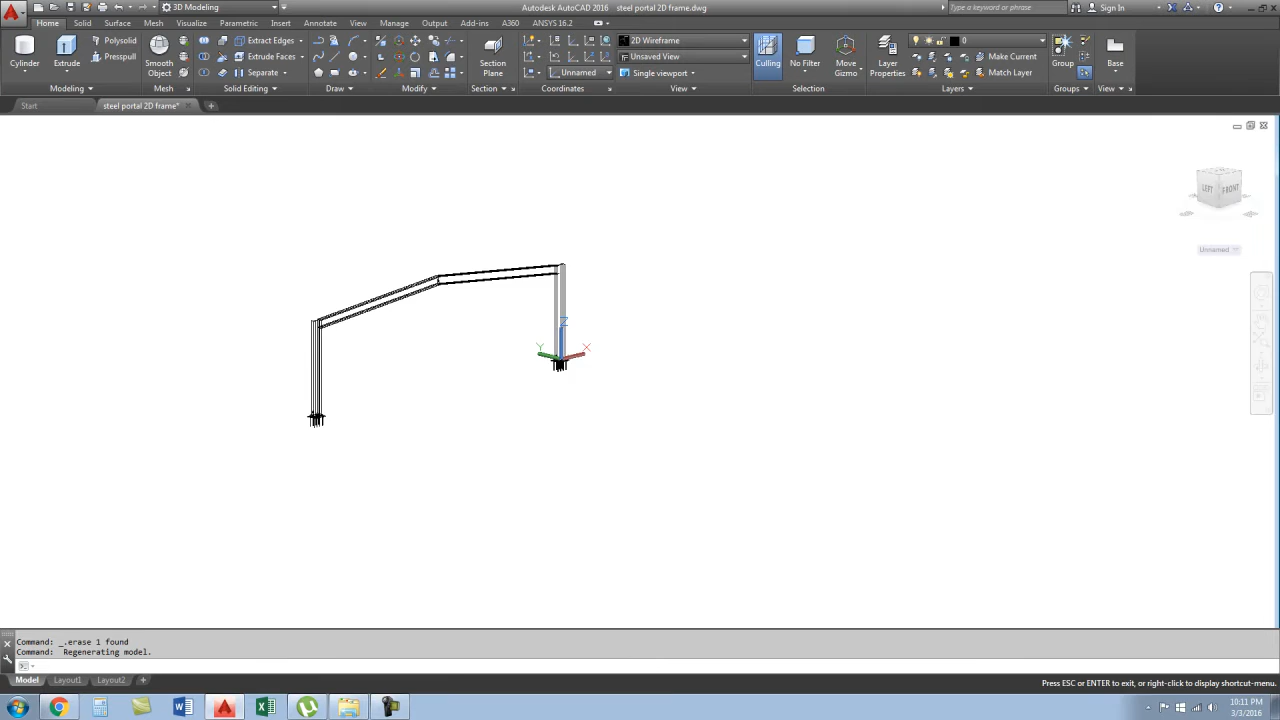 3D Modeling
Autodesk AutoCAD 2016 steel portal 2D frame.dwg
Type a keyword or phrase
Sign In
Home Solid Surface Mesh Visualize Parametric Insert Annotate View Manage Output Add-ins A360 ANSYS 16.2
Cylinder
Extrude
Polysolid
Presspull
Smooth Object
Extrude Edges
Extrude Faces
Separate
Section Plane
Unnamed
2D Wireframe
Unsaved View
Single viewport
Culling
No Filter
Move Gizmo
Layer Properties
0
Make Current
Match Layer
Group
Base
Modeling Mesh Solid Editing Draw Modify Section Coordinates View Selection Layers Groups View
Start steel portal 2D frame*
LEFT FRONT
Unnamed
Z
Y X
Command: _.erase 1 found
Command: Regenerating model.
Model Layout1 Layout2
Press ESC or ENTER to exit, or right-click to display shortcut-menu.
10:11 PM
3/3/2016